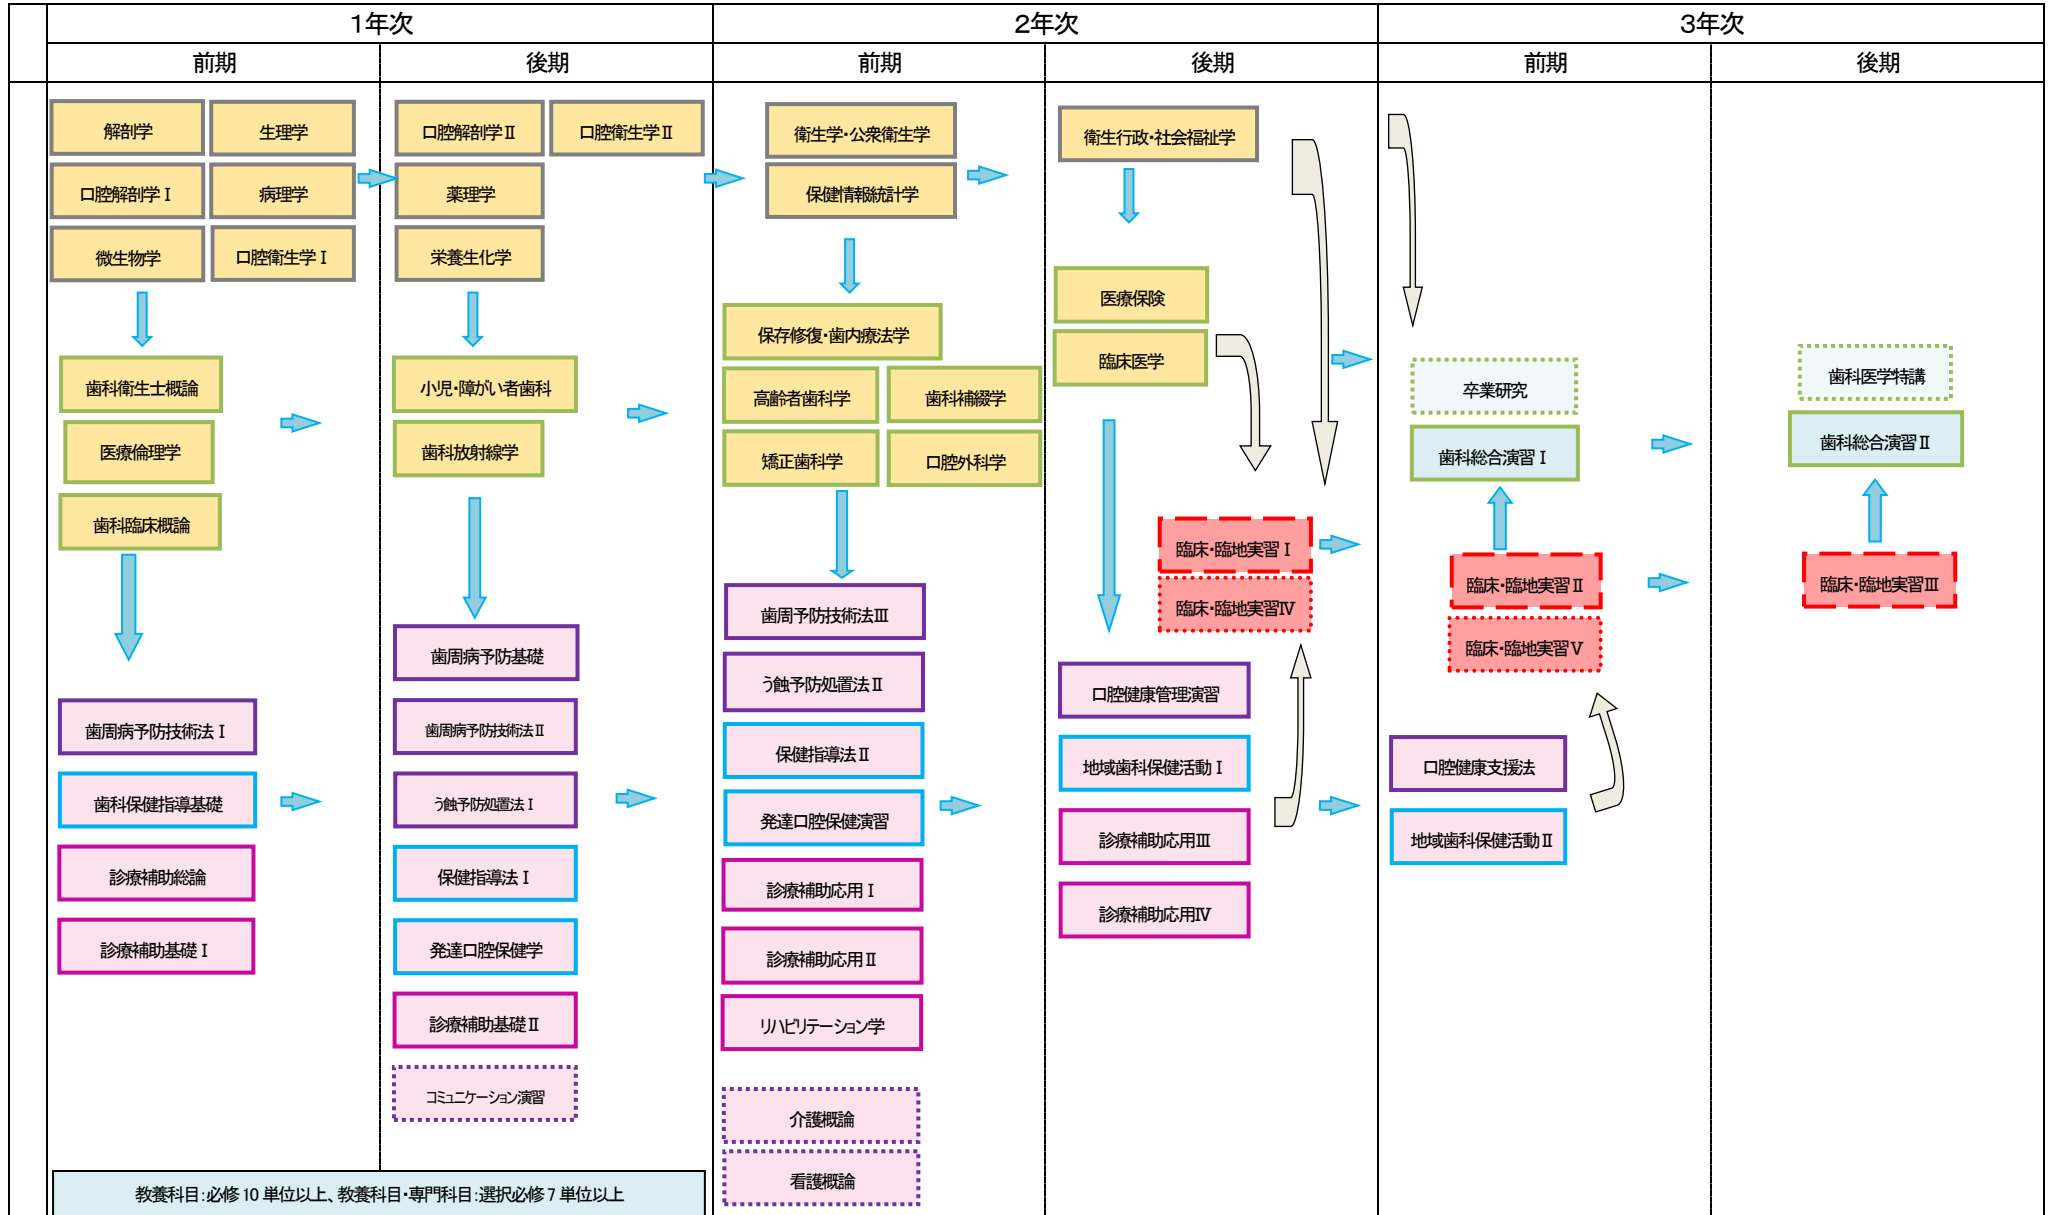 1年次
2年次
3年次
前期
後期
前期
後期
前期
後期
解剖学
生理学
口腔解剖学Ⅰ
病理学
微生物学
口腔衛生学Ⅰ
歯科衛生士概論
医療倫理学
歯科臨床概論
歯周病予防技術法Ⅰ
歯科保健指導基礎
診療補助総論
診療補助基礎Ⅰ
口腔解剖学Ⅱ
口腔衛生学Ⅱ
薬理学
栄養生化学
小児・障がい者歯科
歯科放射線学
歯周病予防基礎
歯周病予防技術法Ⅱ
う蝕予防処置法Ⅰ
保健指導法Ⅰ
発達口腔保健学
診療補助基礎Ⅱ
コミュニケーション演習
教養科目:必修10単位以上、教養科目・専門科目:選択必修7単位以上
衛生学・公衆衛生学
保健情報統計学
保存修復・歯内療法学
高齢者歯科学
歯科補綴学
矯正歯科学
口腔外科学
歯周予防技術法Ⅲ
う蝕予防処置法Ⅱ
保健指導法Ⅱ
発達口腔保健演習
診療補助応用Ⅰ
診療補助応用Ⅱ
リハビリテーション学
介護概論
看護概論
衛生行政・社会福祉学
医療保険
臨床医学
臨床・臨地実習Ⅰ
臨床・臨地実習Ⅳ
口腔健康管理演習
地域歯科保健活動Ⅰ
診療補助応用Ⅲ
診療補助応用Ⅳ
卒業研究
歯科総合演習Ⅰ
臨床・臨地実習Ⅱ
臨床・臨地実習Ⅴ
口腔健康支援法
地域歯科保健活動Ⅱ
歯科医学特講
歯科総合演習Ⅱ
臨床・臨地実習Ⅲ